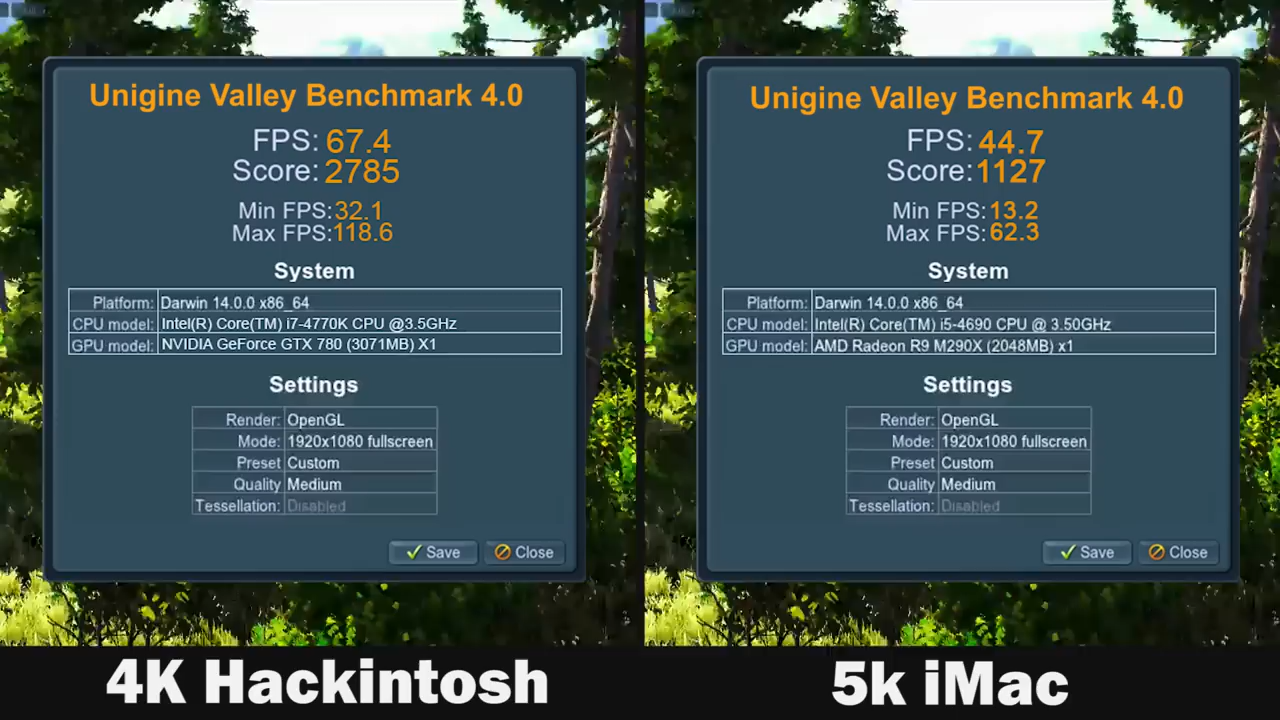 Unigine Valley Benchmark 4.0
FPS: 67.4
Score: 2785
Min FPS: 32.1
Max FPS: 118.6
System
Platform: Darwin 14.0.0 x86_64
CPU model: Intel(R) Core(TM) i7-4770K CPU @3.5GHz
GPU model: NVIDIA GeForce GTX 780 (3071MB) X1
Settings
Render: OpenGL
Mode: 1920x1080 fullscreen
Preset Custom
Quality Medium
Tessellation: Disabled
Save Close
4K Hackintosh
Unigine Valley Benchmark 4.0
FPS: 44.7
Score: 1127
Min FPS: 13.2
Max FPS: 62.3
System
Platform: Darwin 14.0.0 x86_64
CPU model: Intel(R) Core(TM) i5-4690 CPU @ 3.50GHz
GPU model: AMD Radeon R9 M290X (2048MB) x1
Settings
Render: OpenGL
Mode: 1920x1080 fullscreen
Preset Custom
Quality Medium
Tessellation: Disabled
Save Close
5k iMac